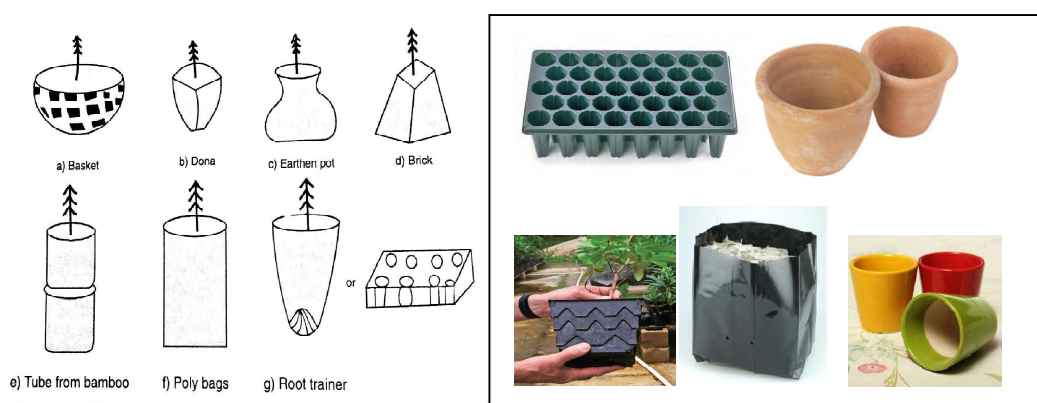 a) Basket
b) Dona
c) Earthen pot
d) Brick
or
e) Tube from bamboo
f) Poly bags
g) Root trainer